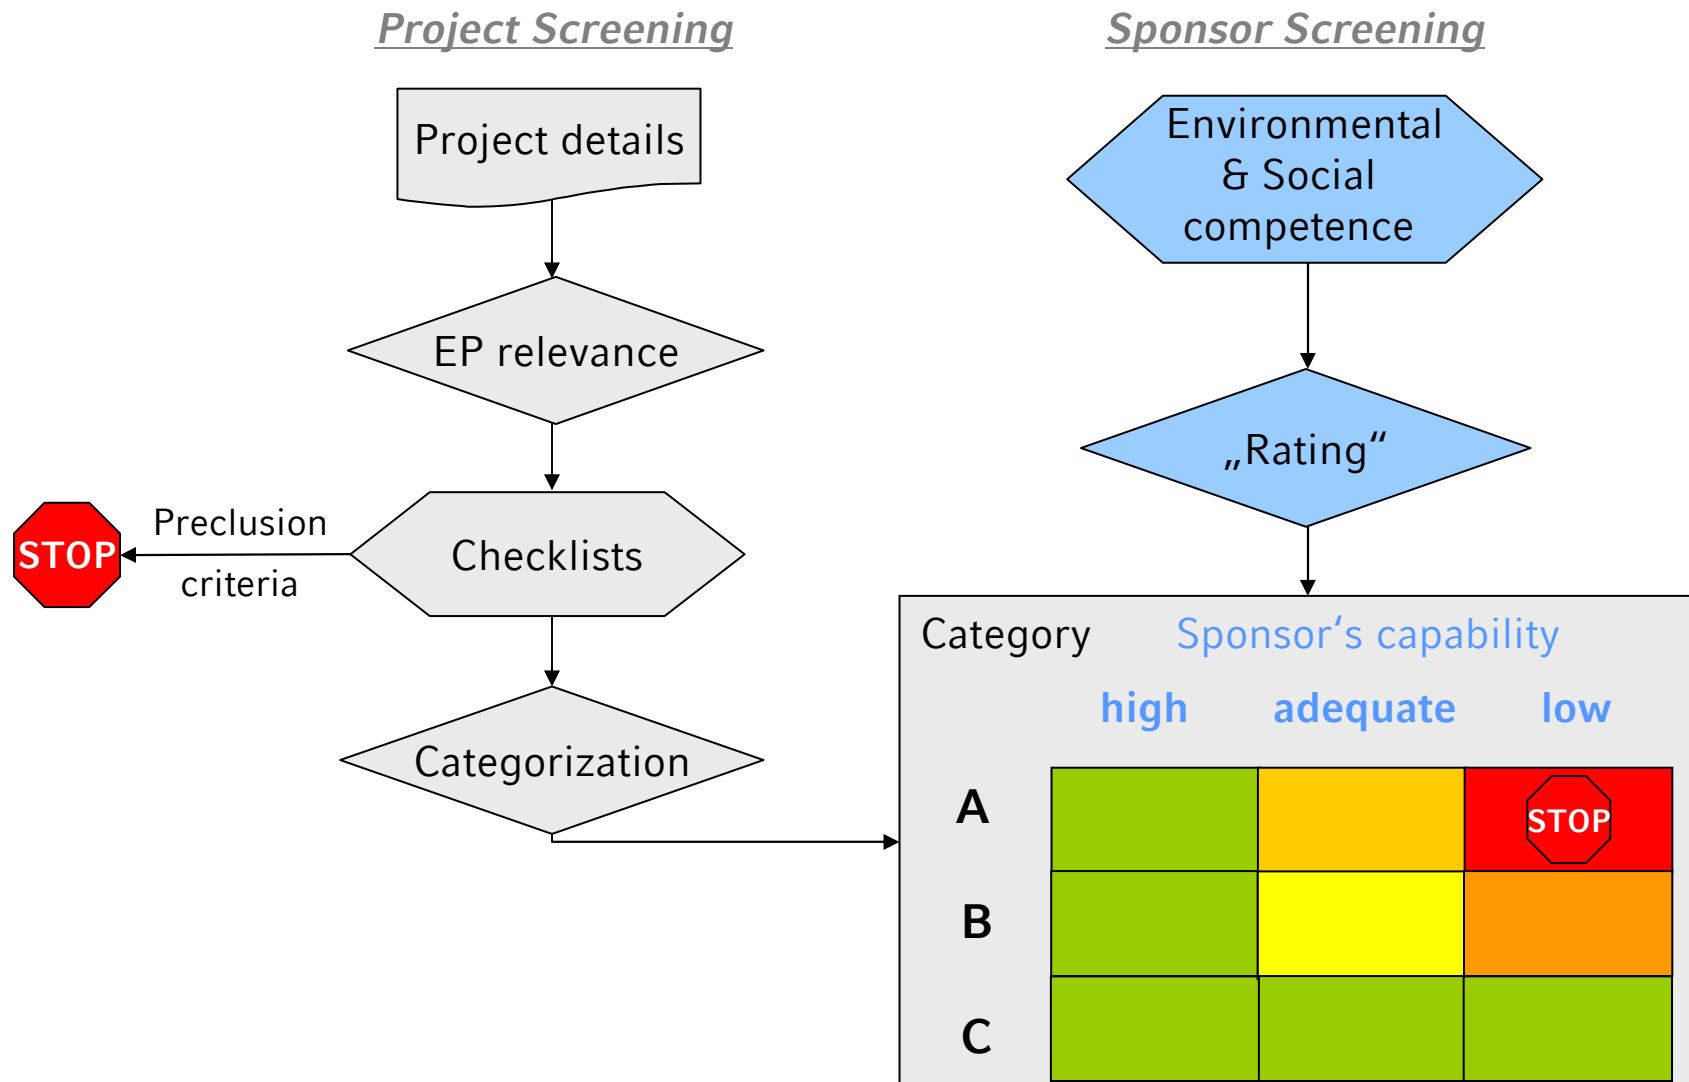 Project Screening
Sponsor Screening
Project details
EP relevance
Preclusion
criteria
STOP
Checklists
Categorization
Environmental
& Social
competence
„Rating“
Category
Sponsor‘s capability
high adequate low
A
STOP
B
C